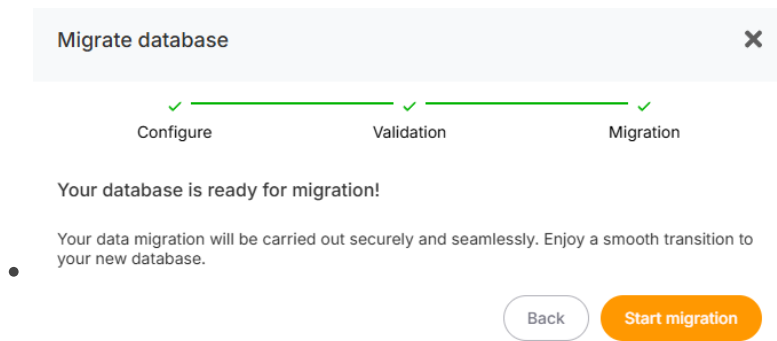 Migrate database
Configure
Validation
Migration
Your database is ready for migration!
Your data migration will be carried out securely and seamlessly. Enjoy a smooth transition to
your new database.
Back
Start migration